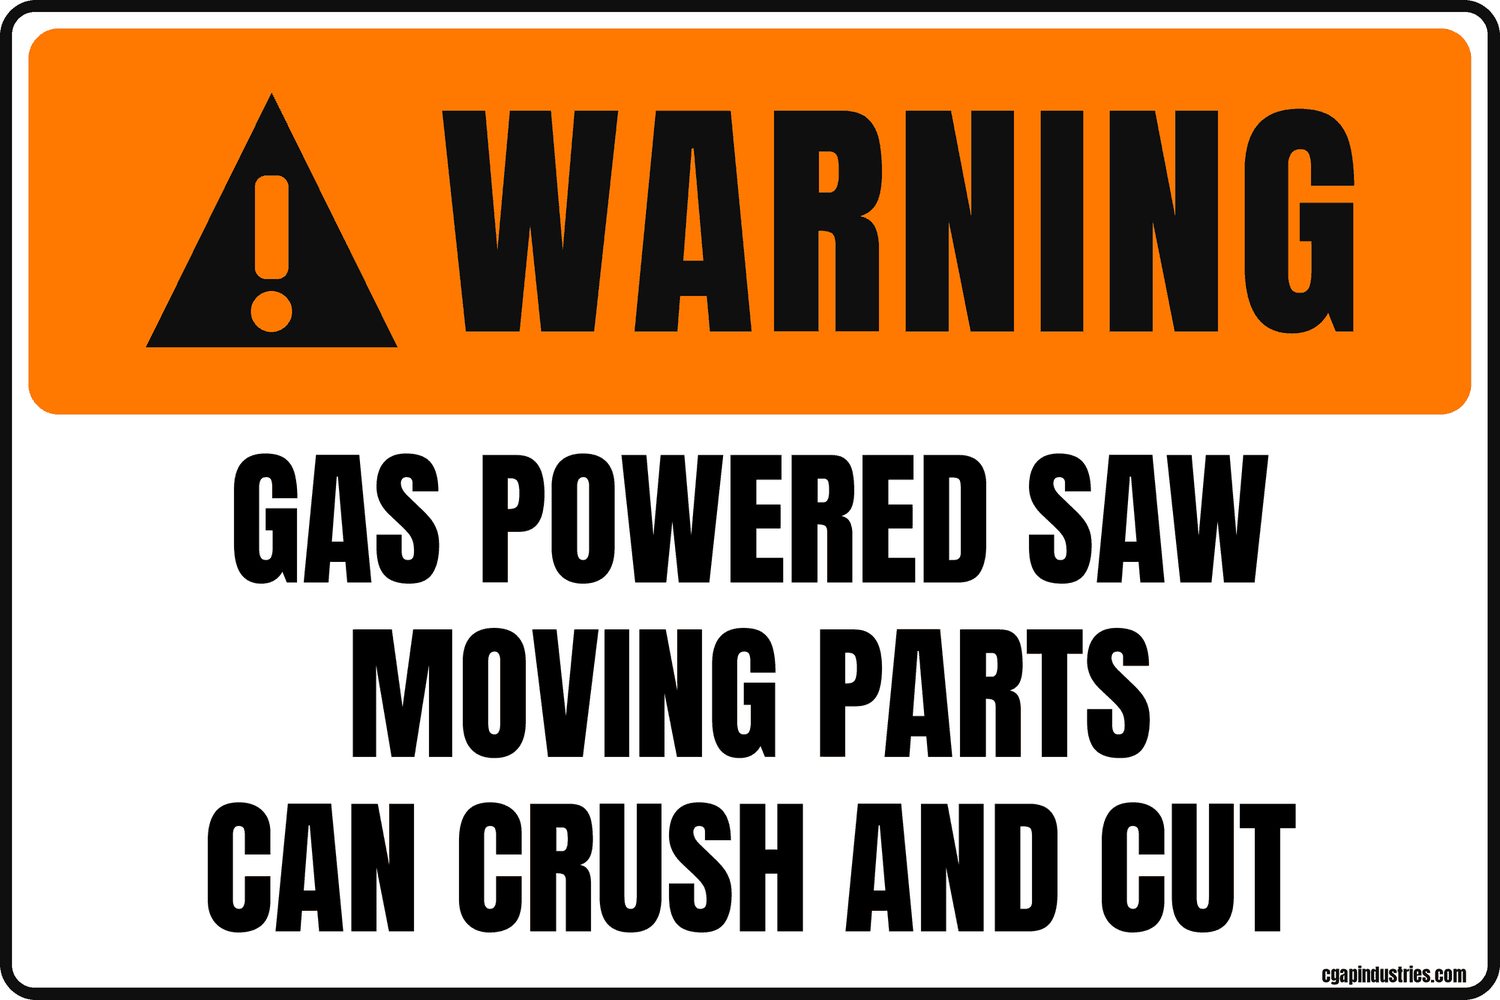 WARNING
GAS POWERED SAW
MOVING PARTS
CAN CRUSH AND CUT
cgapindustries.com